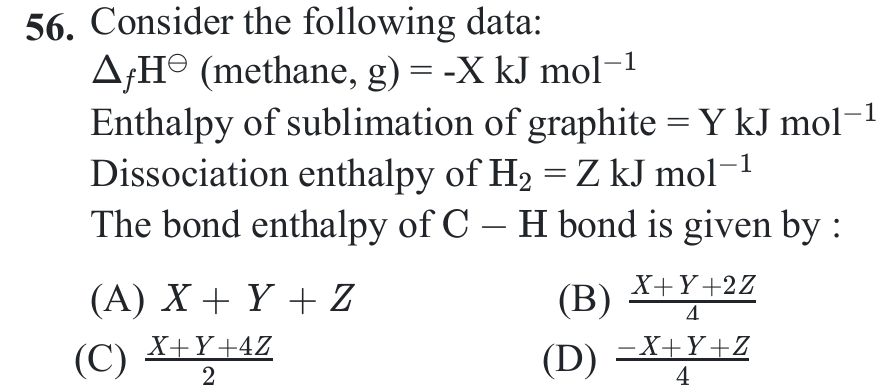 56. Consider the following data:
ΔfH⊖ (methane, g) = -X kJ mol−1
Enthalpy of sublimation of graphite = Y kJ mol−1
Dissociation enthalpy of H2 = Z kJ mol−1
The bond enthalpy of C – H bond is given by :
(A) X + Y + Z (B) X+Y+2Z/4
(C) X+Y+4Z/2 (D) −X+Y+Z/4